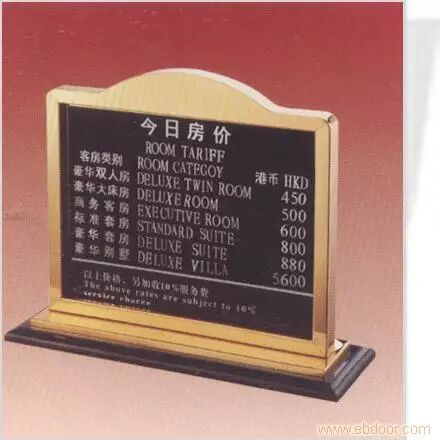 今日房价
ROOM TARIFF
客房类别 ROOM CATEGOY 港币 HKD
豪华双人房 DELUXE TWIN ROOM 450
豪华大床房 DELUXE ROOM 500
商务客房 EXECUTIVE ROOM 600
标准套房 STANDARD SUITE 800
豪华套房 DELUXE SUITE 880
豪华别墅 DELUXE VILLA 5600
以上价格，另加收10%服务费
The above rates are subject to 10%
service charge
www.ebdoor.com